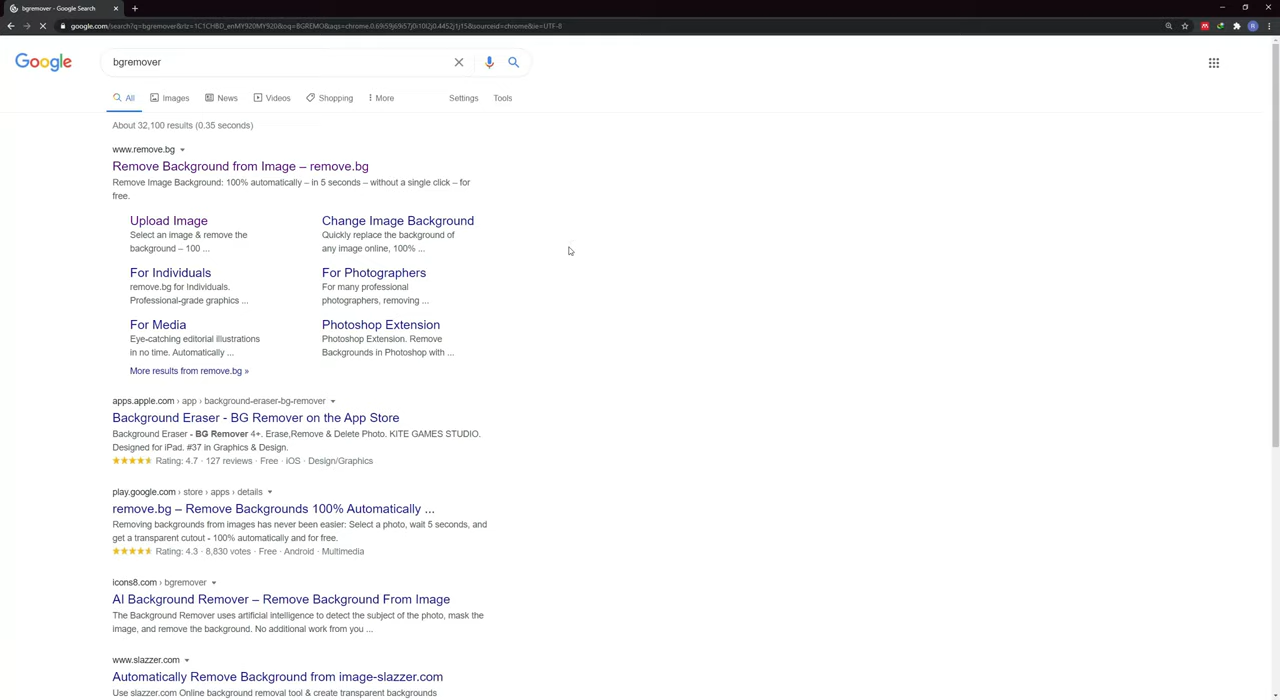 bgremover - Google Search
google.com/search?q=bgremover&rlz=1C1CHBD_enMY920MY920&oq=BGREMO&aqs=chrome.0.69i59j69i57j0i10l2j0.4452j1j15&sourceid=chrome&ie=UTF-8
Google
bgremover
All Images News Videos Shopping More Settings Tools
About 32,100 results (0.35 seconds)
www.remove.bg
Remove Background from Image – remove.bg
Remove Image Background: 100% automatically – in 5 seconds – without a single click – for
free.
Upload Image
Select an image & remove the
background – 100 ...
Change Image Background
Quickly replace the background of
any image online, 100% ...
For Individuals
remove.bg for Individuals.
Professional-grade graphics ...
For Photographers
For many professional
photographers, removing ...
For Media
Eye-catching editorial illustrations
in no time. Automatically ...
Photoshop Extension
Photoshop Extension. Remove
Backgrounds in Photoshop with ...
More results from remove.bg »
apps.apple.com › app › background-eraser-bg-remover
Background Eraser - BG Remover on the App Store
Background Eraser - BG Remover 4+. Erase,Remove & Delete Photo. KITE GAMES STUDIO.
Designed for iPad. #37 in Graphics & Design.
Rating: 4.7 · 127 reviews · Free · iOS · Design/Graphics
play.google.com › store › apps › details
remove.bg – Remove Backgrounds 100% Automatically ...
Removing backgrounds from images has never been easier: Select a photo, wait 5 seconds, and
get a transparent cutout - 100% automatically and for free.
Rating: 4.3 · 8,830 votes · Free · Android · Multimedia
icons8.com › bgremover
AI Background Remover – Remove Background From Image
The Background Remover uses artificial intelligence to detect the subject of the photo, mask the
image, and remove the background. No additional work from you ...
www.slazzer.com
Automatically Remove Background from image-slazzer.com
Use slazzer.com Online background removal tool & create transparent backgrounds